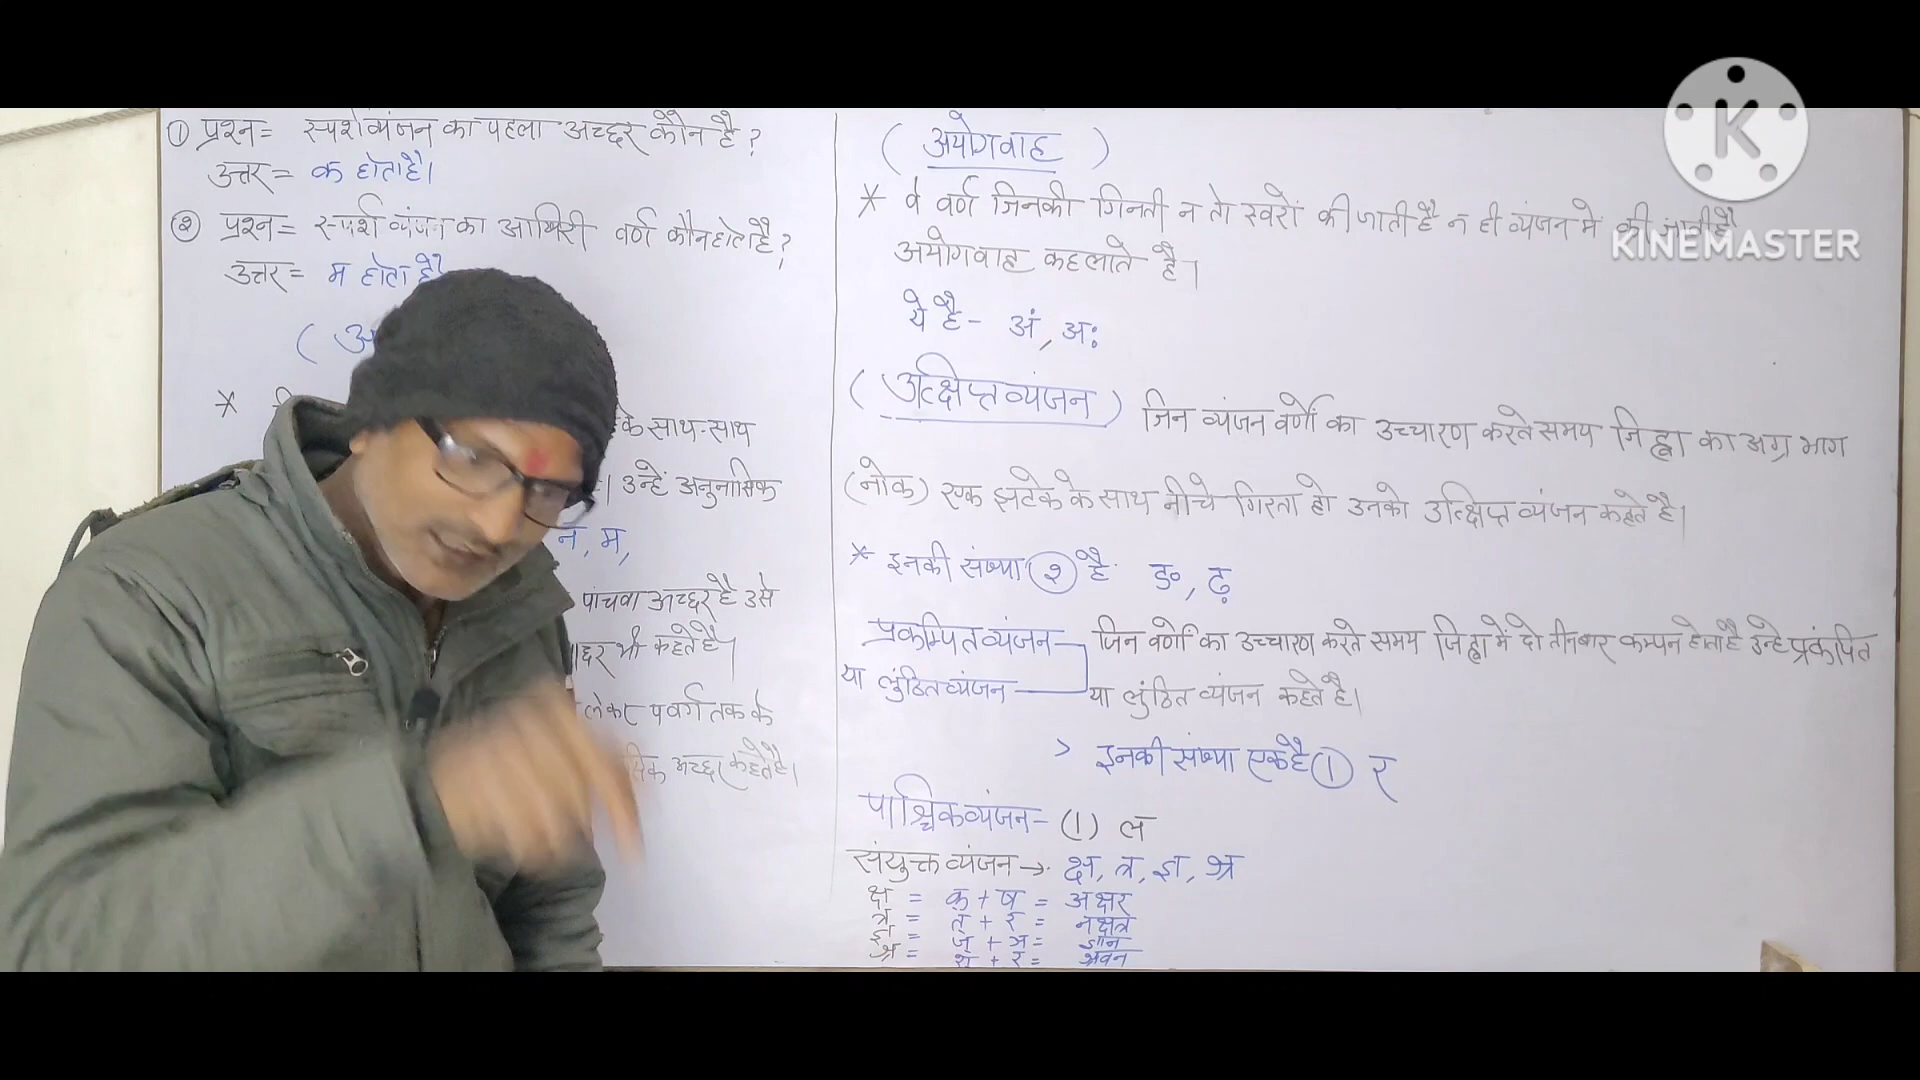 ① प्रश्न= स्पर्श व्यंजन का पहला अच्छर कौन है?
उत्तर= क होता है।
② प्रश्न= स्पर्श व्यंजन का आखिरी वर्ण कौन होता है?
उत्तर= म होता है
के साथ-साथ
उन्हें अनुनासिक
न, म,
पांचवा अच्छर है उसे
भी कहते है।
लेकर पवर्ग तक के
अच्छर कहते है।
(अयोगवाह)
* वे वर्ण जिनकी गिनती न तो स्वरों की जाती है न ही व्यंजन में की जाती है
अयोगवाह कहलाते है।
ये है- अं, अः
(उत्क्षिप्त व्यंजन) जिन व्यंजन वर्णों का उच्चारण करते समय जिह्वा का अग्र भाग
(नोक) एक झटके के साथ नीचे गिरता हो उनको उत्क्षिप्त व्यंजन कहते है।
* इनकी संख्या ② है ड़, ढ़
प्रकम्पित व्यंजन जिन वर्णों का उच्चारण करते समय जिह्वा में दो तीन बार कम्पन होता है उन्हे प्रकंपित
या लुंठित व्यंजन या लुंठित व्यंजन कहते है।
> इनकी संख्या एक है ① र
पार्श्विक व्यंजन- (1) ल
संयुक्त व्यंजन → क्ष, त्र, ज्ञ, श्र
क्ष = क् + ष = अक्षर
त्र = त् + र = नक्षत्र
ज्ञ = ज् + ञ = ज्ञान
श्र = श् + र = श्रवन
K
KINEMASTER